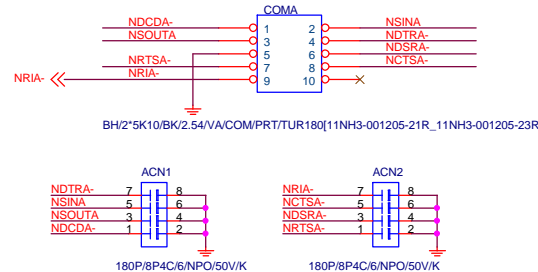 COMA
NDCDA- 1 2 NSINA
NSOUTA 3 4 NDTRA-
5 6 NDSRA-
NRTSA- 7 8 NCTSA-
NRIA- NRIA- 9 10
BH/2*5K10/BK/2.54/VA/COM/PRT/TUR180[11NH3-001205-21R_11NH3-001205-23R
ACN1
NDTRA- 7 8
NSINA 5 6
NSOUTA 3 4
NDCDA- 1 2
180P/8P4C/6/NPO/50V/K
ACN2
NRIA- 7 8
NCTSA- 5 6
NDSRA- 3 4
NRTSA- 1 2
180P/8P4C/6/NPO/50V/K